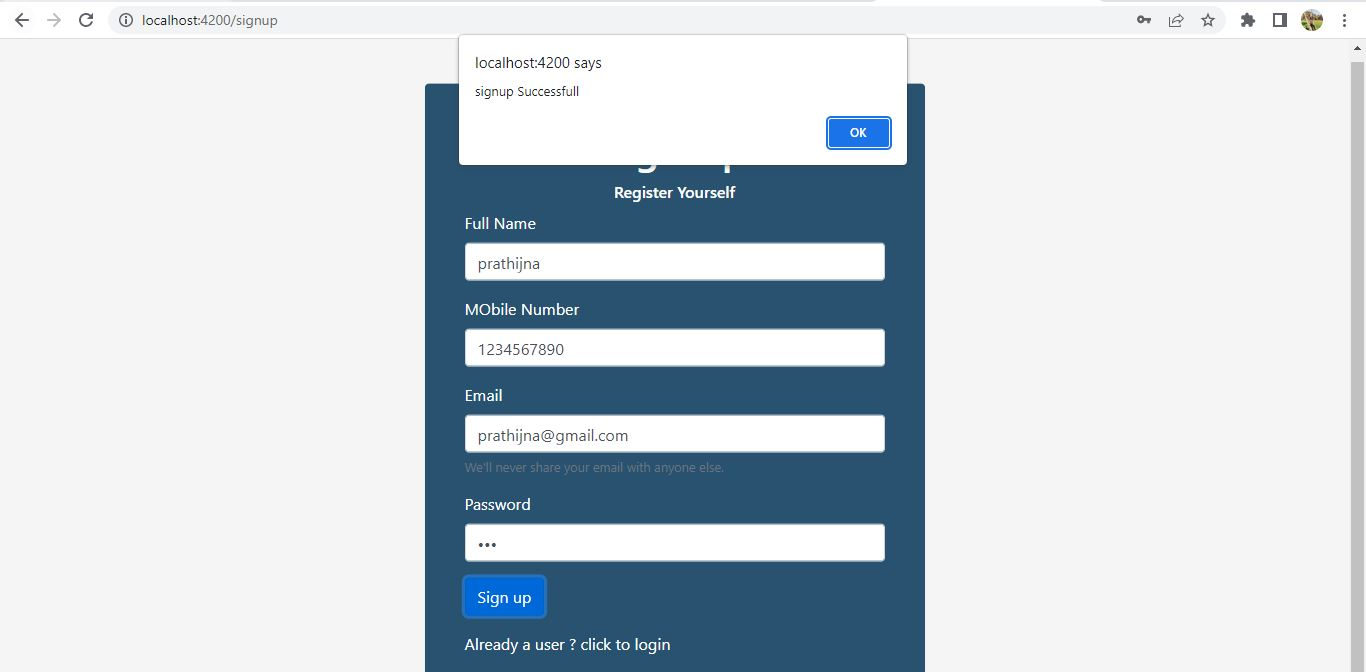 localhost:4200/signup
localhost:4200 says
signup Successfull
OK
Register Yourself
Full Name
prathijna
MObile Number
1234567890
Email
prathijna@gmail.com
We'll never share your email with anyone else.
Password
•••
Sign up
Already a user ? click to login